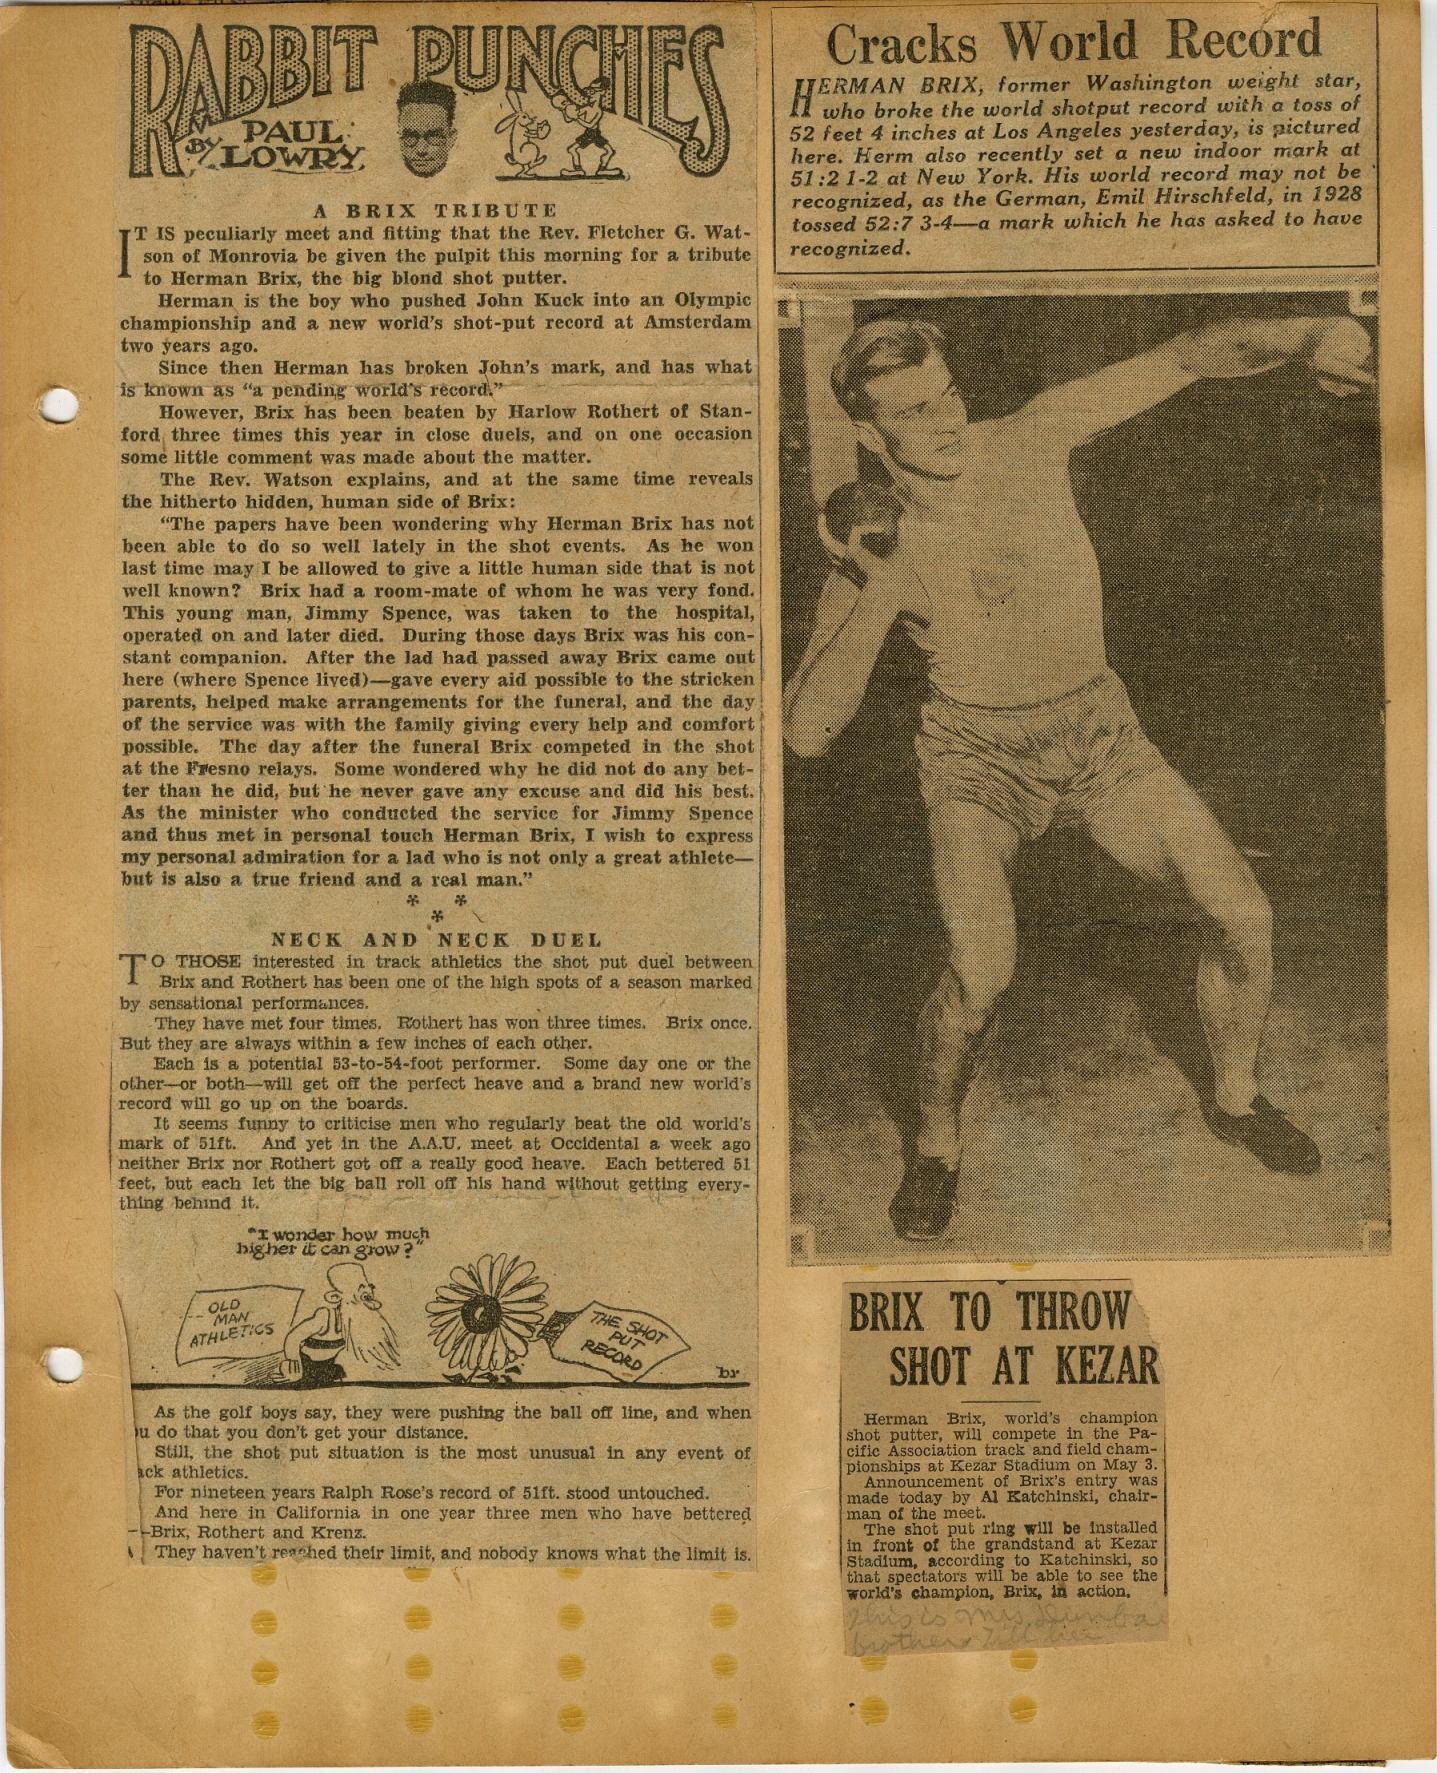 RABBIT PUNCHES
BY PAUL
LOWRY
A BRIX TRIBUTE
IT IS peculiarly meet and fitting that the Rev. Fletcher G. Wat-
son of Monrovia be given the pulpit this morning for a tribute
to Herman Brix, the big blond shot putter.
Herman is the boy who pushed John Kuck into an Olympic
championship and a new world's shot-put record at Amsterdam
two years ago.
Since then Herman has broken John's mark, and has what
is known as "a pending world's record."
However, Brix has been beaten by Harlow Rothert of Stan-
ford three times this year in close duels, and on one occasion
some little comment was made about the matter.
The Rev. Watson explains, and at the same time reveals
the hitherto hidden, human side of Brix:
"The papers have been wondering why Herman Brix has not
been able to do so well lately in the shot events. As he won
last time may I be allowed to give a little human side that is not
well known? Brix had a room-mate of whom he was very fond.
This young man, Jimmy Spence, was taken to the hospital,
operated on and later died. During those days Brix was his con-
stant companion. After the lad had passed away Brix came out
here (where Spence lived)—gave every aid possible to the stricken
parents, helped make arrangements for the funeral, and the day
of the service was with the family giving every help and comfort
possible. The day after the funeral Brix competed in the shot
at the Fresno relays. Some wondered why he did not do any bet-
ter than he did, but he never gave any excuse and did his best.
As the minister who conducted the service for Jimmy Spence
and thus met in personal touch Herman Brix, I wish to express
my personal admiration for a lad who is not only a great athlete—
but is also a true friend and a real man."
* * *
NECK AND NECK DUEL
TO THOSE interested in track athletics the shot put duel between
Brix and Rothert has been one of the high spots of a season marked
by sensational performances.
They have met four times. Rothert has won three times. Brix once.
But they are always within a few inches of each other.
Each is a potential 53-to-54-foot performer. Some day one or the
other—or both—will get off the perfect heave and a brand new world's
record will go up on the boards.
It seems funny to criticise men who regularly beat the old world's
mark of 51ft. And yet in the A.A.U. meet at Occidental a week ago
neither Brix nor Rothert got off a really good heave. Each bettered 51
feet, but each let the big ball roll off his hand without getting every-
thing behind it.
"I wonder how much
higher it can grow?"
OLD
MAN
ATHLETICS
THE SHOT
PUT
RECORD
br
As the golf boys say, they were pushing the ball off line, and when
u do that you don't get your distance.
Still, the shot put situation is the most unusual in any event of
ack athletics.
For nineteen years Ralph Rose's record of 51ft. stood untouched.
And here in California in one year three men who have bettered
—Brix, Rothert and Krenz.
They haven't reached their limit, and nobody knows what the limit is.
Cracks World Record
HERMAN BRIX, former Washington weight star,
who broke the world shotput record with a toss of
52 feet 4 inches at Los Angeles yesterday, is pictured
here. Herm also recently set a new indoor mark at
51:2 1-2 at New York. His world record may not be
recognized, as the German, Emil Hirschfeld, in 1928
tossed 52:7 3-4—a mark which he has asked to have
recognized.
BRIX TO THROW
SHOT AT KEZAR
Herman Brix, world's champion
shot putter, will compete in the Pa-
cific Association track and field cham-
pionships at Kezar Stadium on May 3.
Announcement of Brix's entry was
made today by Al Katchinski, chair-
man of the meet.
The shot put ring will be installed
in front of the grandstand at Kezar
Stadium, according to Katchinski, so
that spectators will be able to see the
world's champion, Brix, in action.
This is Mrs.
brother